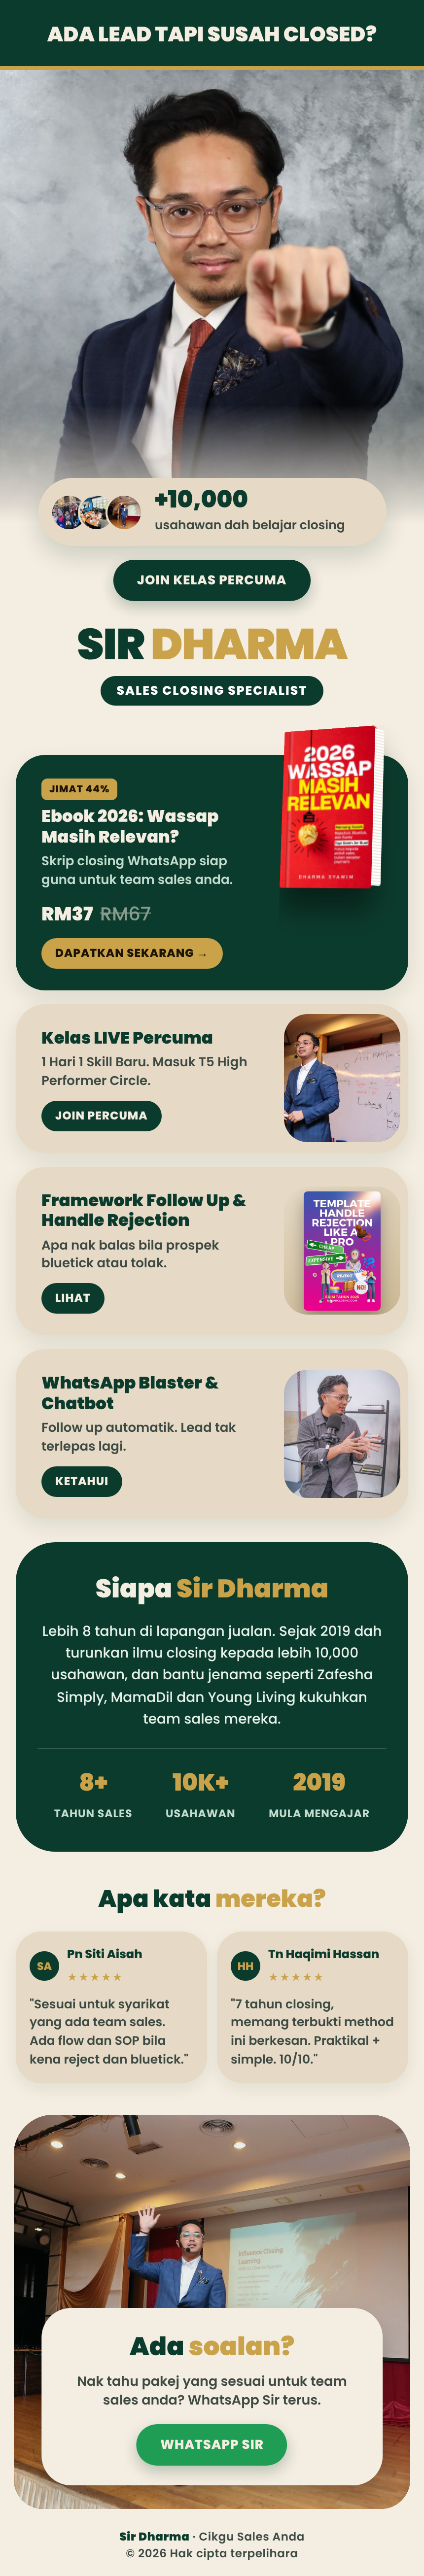 ADA LEAD TAPI SUSAH CLOSED?
+10,000
usahawan dah belajar closing
JOIN KELAS PERCUMA
SIR DHARMA
SALES CLOSING SPECIALIST
JIMAT 44%
Ebook 2026: Wassap
Masih Relevan?
Skrip closing WhatsApp siap
guna untuk team sales anda.
RM37 RM67
DAPATKAN SEKARANG →
2026
WASSAP
MASIH
RELEVAN
DHARMA SYAMIM
Kelas LIVE Percuma
1 Hari 1 Skill Baru. Masuk T5 High
Performer Circle.
JOIN PERCUMA
Framework Follow Up &
Handle Rejection
Apa nak balas bila prospek
bluetick atau tolak.
LIHAT
TEMPLATE
HANDLE
REJECTION
LIKE A
PRO
CHEAP
EXPENSIVE
REJECT
NO
WhatsApp Blaster &
Chatbot
Follow up automatik. Lead tak
terlepas lagi.
KETAHUI
Siapa Sir Dharma
Lebih 8 tahun di lapangan jualan. Sejak 2019 dah
turunkan ilmu closing kepada lebih 10,000
usahawan, dan bantu jenama seperti Zafesha
Simply, MamaDil dan Young Living kukuhkan
team sales mereka.
8+
TAHUN SALES
10K+
USAHAWAN
2019
MULA MENGAJAR
Apa kata mereka?
SA
Pn Siti Aisah
★★★★★
"Sesuai untuk syarikat
yang ada team sales.
Ada flow dan SOP bila
kena reject dan bluetick."
HH
Tn Haqimi Hassan
★★★★★
"7 tahun closing,
memang terbukti method
ini berkesan. Praktikal +
simple. 10/10."
Influence Closing
Learning
Ada soalan?
Nak tahu pakej yang sesuai untuk team
sales anda? WhatsApp Sir terus.
WHATSAPP SIR
Sir Dharma · Cikgu Sales Anda
© 2026 Hak cipta terpelihara